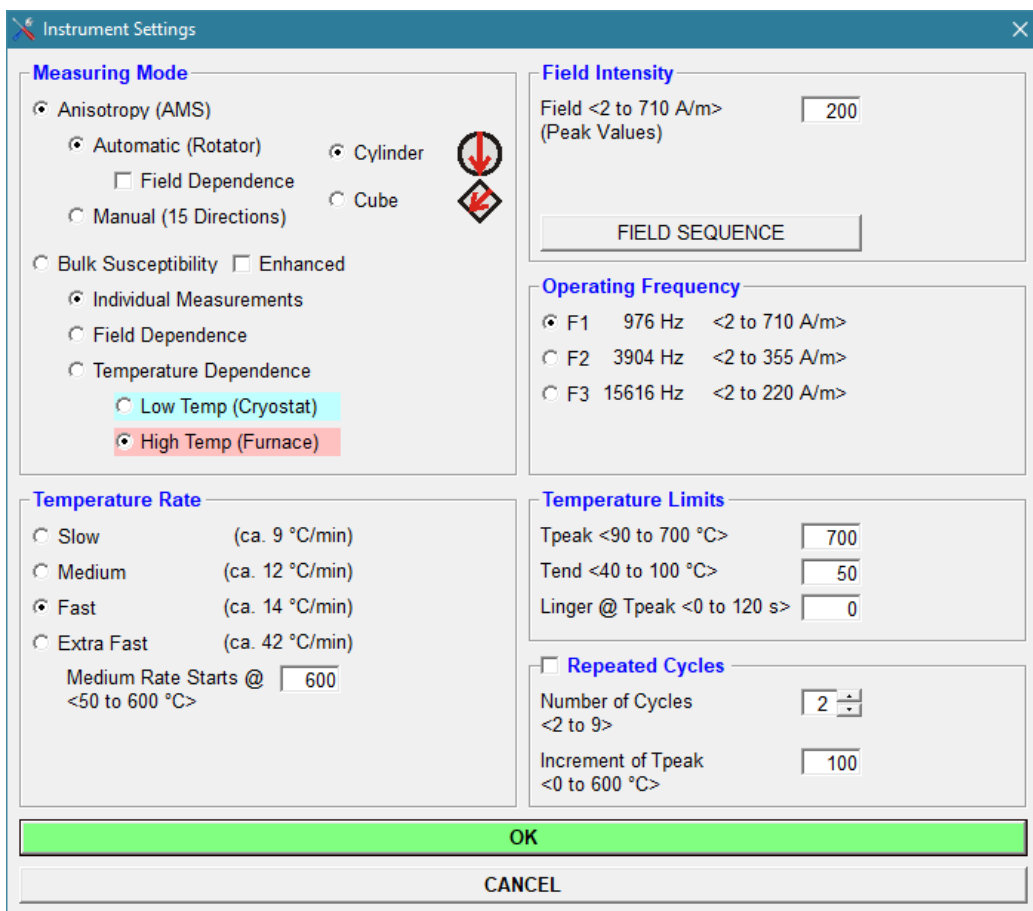 Instrument Settings
Measuring Mode
Anisotropy (AMS)
Automatic (Rotator)
Field Dependence
Manual (15 Directions)
Cylinder
Cube
Bulk Susceptibility Enhanced
Individual Measurements
Field Dependence
Temperature Dependence
Low Temp (Cryostat)
High Temp (Furnace)
Field Intensity
Field <2 to 710 A/m> 200
(Peak Values)
FIELD SEQUENCE
Operating Frequency
F1 976 Hz <2 to 710 A/m>
F2 3904 Hz <2 to 355 A/m>
F3 15616 Hz <2 to 220 A/m>
Temperature Rate
Slow (ca. 9 °C/min)
Medium (ca. 12 °C/min)
Fast (ca. 14 °C/min)
Extra Fast (ca. 42 °C/min)
Medium Rate Starts @ 600
<50 to 600 °C>
Temperature Limits
Tpeak <90 to 700 °C> 700
Tend <40 to 100 °C> 50
Linger @ Tpeak <0 to 120 s> 0
Repeated Cycles
Number of Cycles 2
<2 to 9>
Increment of Tpeak 100
<0 to 600 °C>
OK
CANCEL